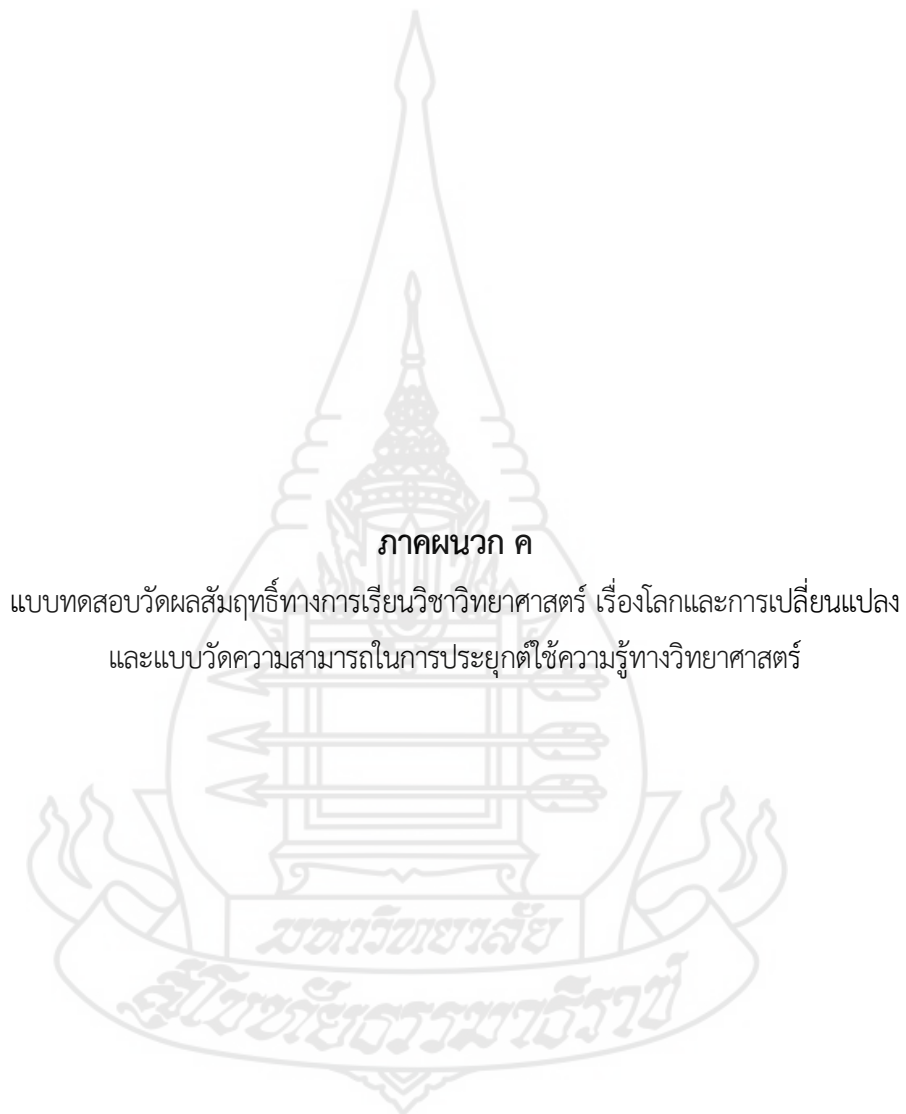 ภาคผนวก ค
แบบทดสอบวัดผลสัมฤทธิ์ทางการเรียนวิชาวิทยาศาสตร์ เรื่องโลกและการเปลี่ยนแปลง
และแบบวัดความสามารถในการประยุกต์ใช้ความรู้ทางวิทยาศาสตร์
มหาวิทยาลัย
สุโขทัยธรรมาธิราช